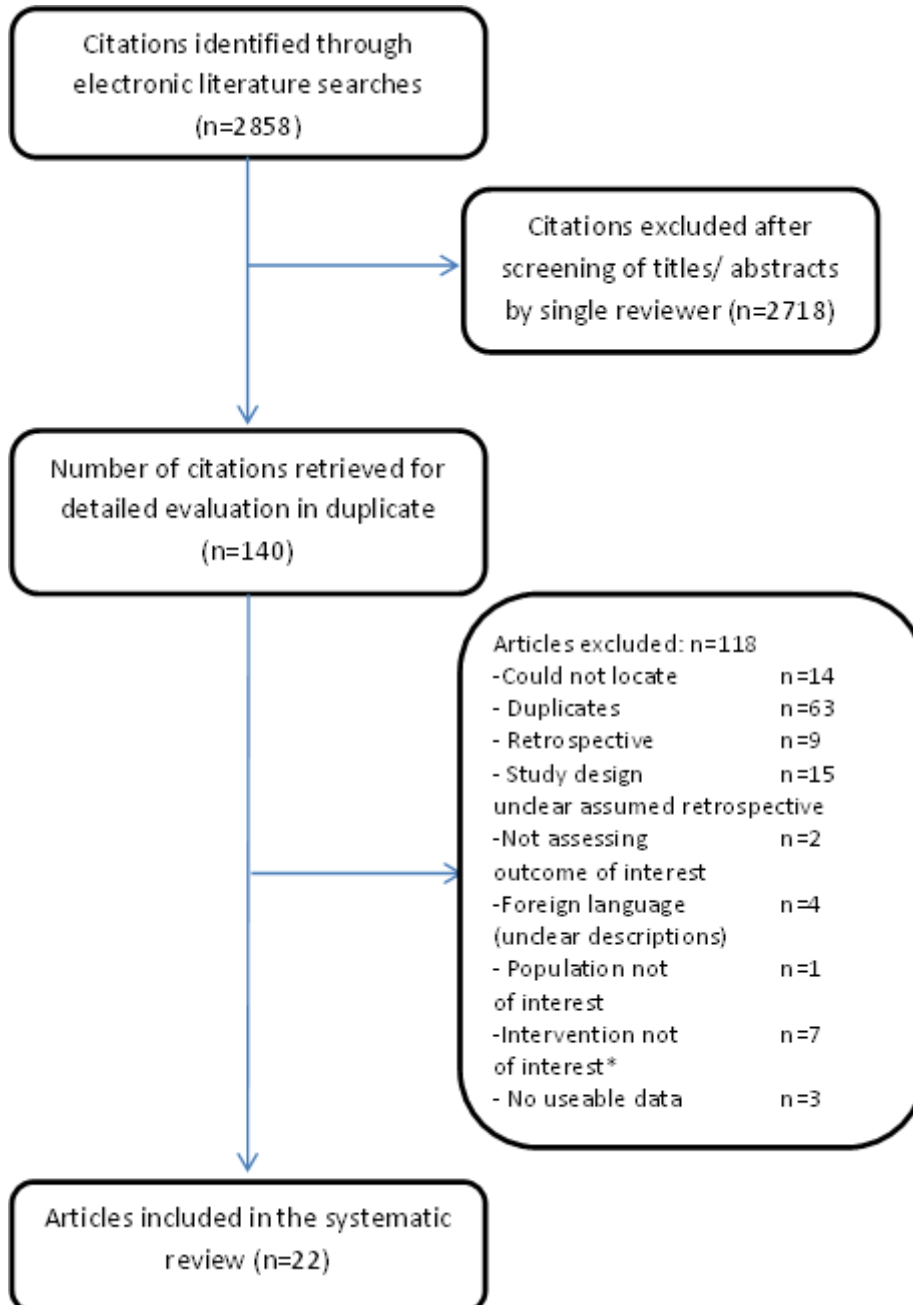 Citations identified through
electronic literature searches
(n=2858)
Citations excluded after
screening of titles/ abstracts
by single reviewer (n=2718)
Number of citations retrieved for
detailed evaluation in duplicate
(n=140)
Articles excluded: n=118
-Could not locate n=14
- Duplicates n=63
- Retrospective n=9
- Study design n=15
unclear assumed retrospective
-Not assessing n=2
outcome of interest
-Foreign language n=4
(unclear descriptions)
- Population not n=1
of interest
-Intervention not n=7
of interest*
- No useable data n=3
Articles included in the systematic
review (n=22)